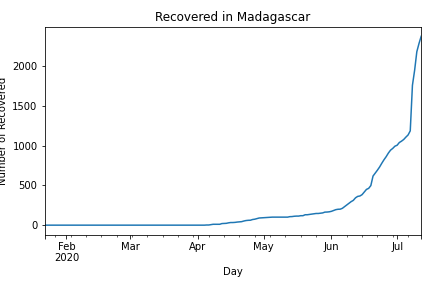 Recovered in Madagascar
Number of Recovered
2000
1500
1000
500
0
Feb
2020
Mar
Apr
May
Jun
Jul
Day